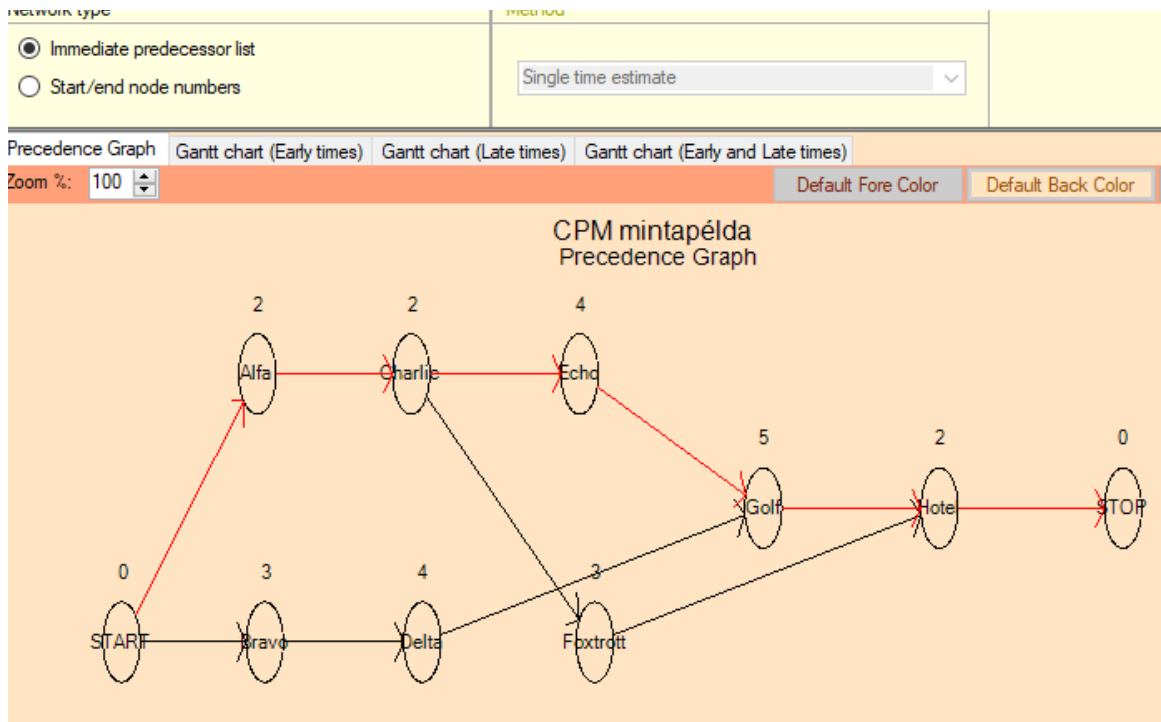 Network type Method
Immediate predecessor list
Single time estimate
Start/end node numbers
Precedence Graph Gantt chart (Early times) Gantt chart (Late times) Gantt chart (Early and Late times)
Zoom %: 100 Default Fore Color Default Back Color
CPM mintapélda
Precedence Graph
2 2 4
Alfa Charlie Echo
5 2 0
Golf Hotel STOP
0 3 4 3
START Bravo Delta Foxtrott